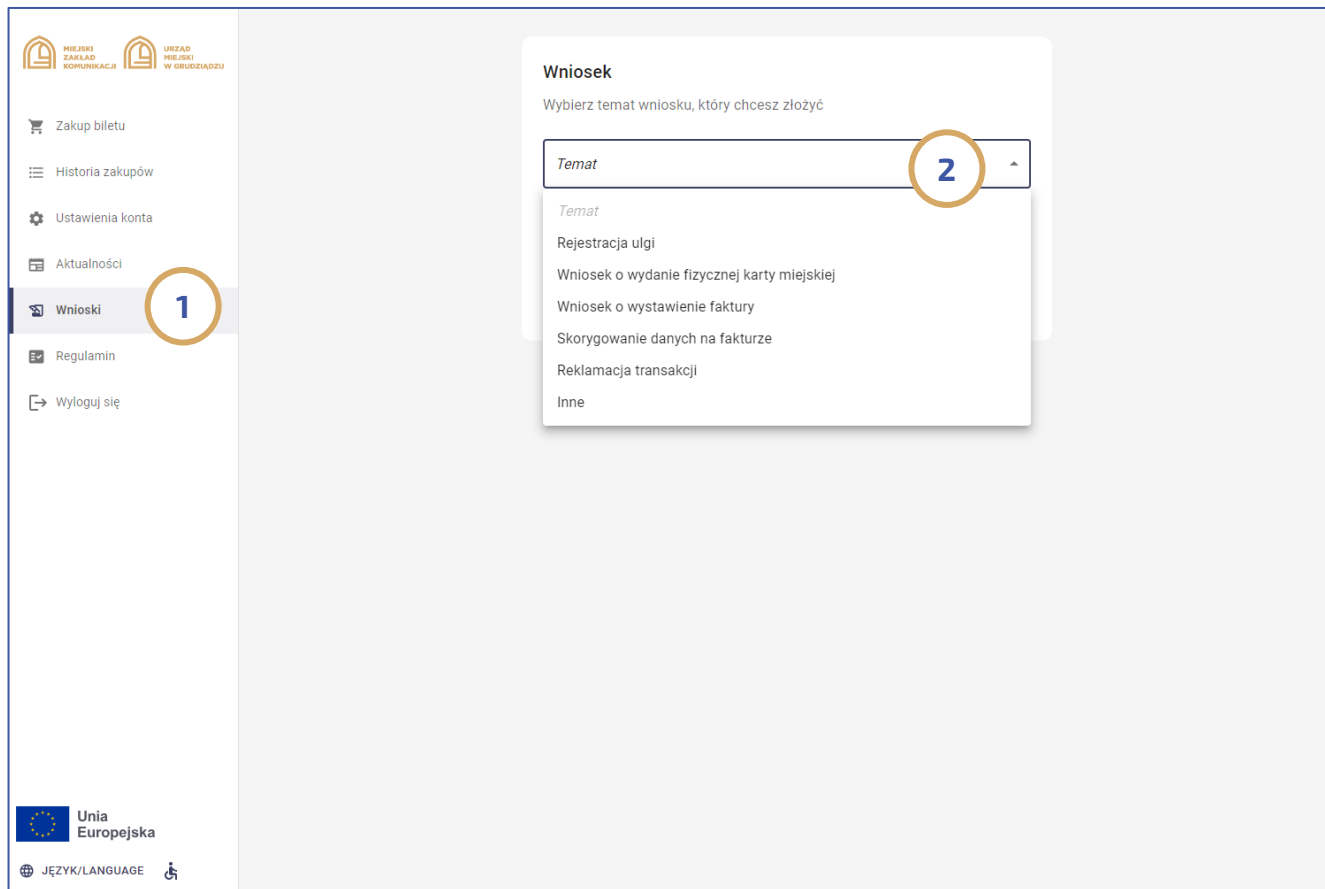 MIEJSKI
ZAKŁAD
KOMUNIKACJI
URZĄD
MIEJSKI
W GRUDZIĄDZU
Zakup biletu
Historia zakupów
Ustawienia konta
Aktualności
Wnioski
1
Regulamin
Wyloguj się
Unia
Europejska
JĘZYK/LANGUAGE
Wniosek
Wybierz temat wniosku, który chcesz złożyć
Temat
2
Temat
Rejestracja ulgi
Wniosek o wydanie fizycznej karty miejskiej
Wniosek o wystawienie faktury
Skorygowanie danych na fakturze
Reklamacja transakcji
Inne